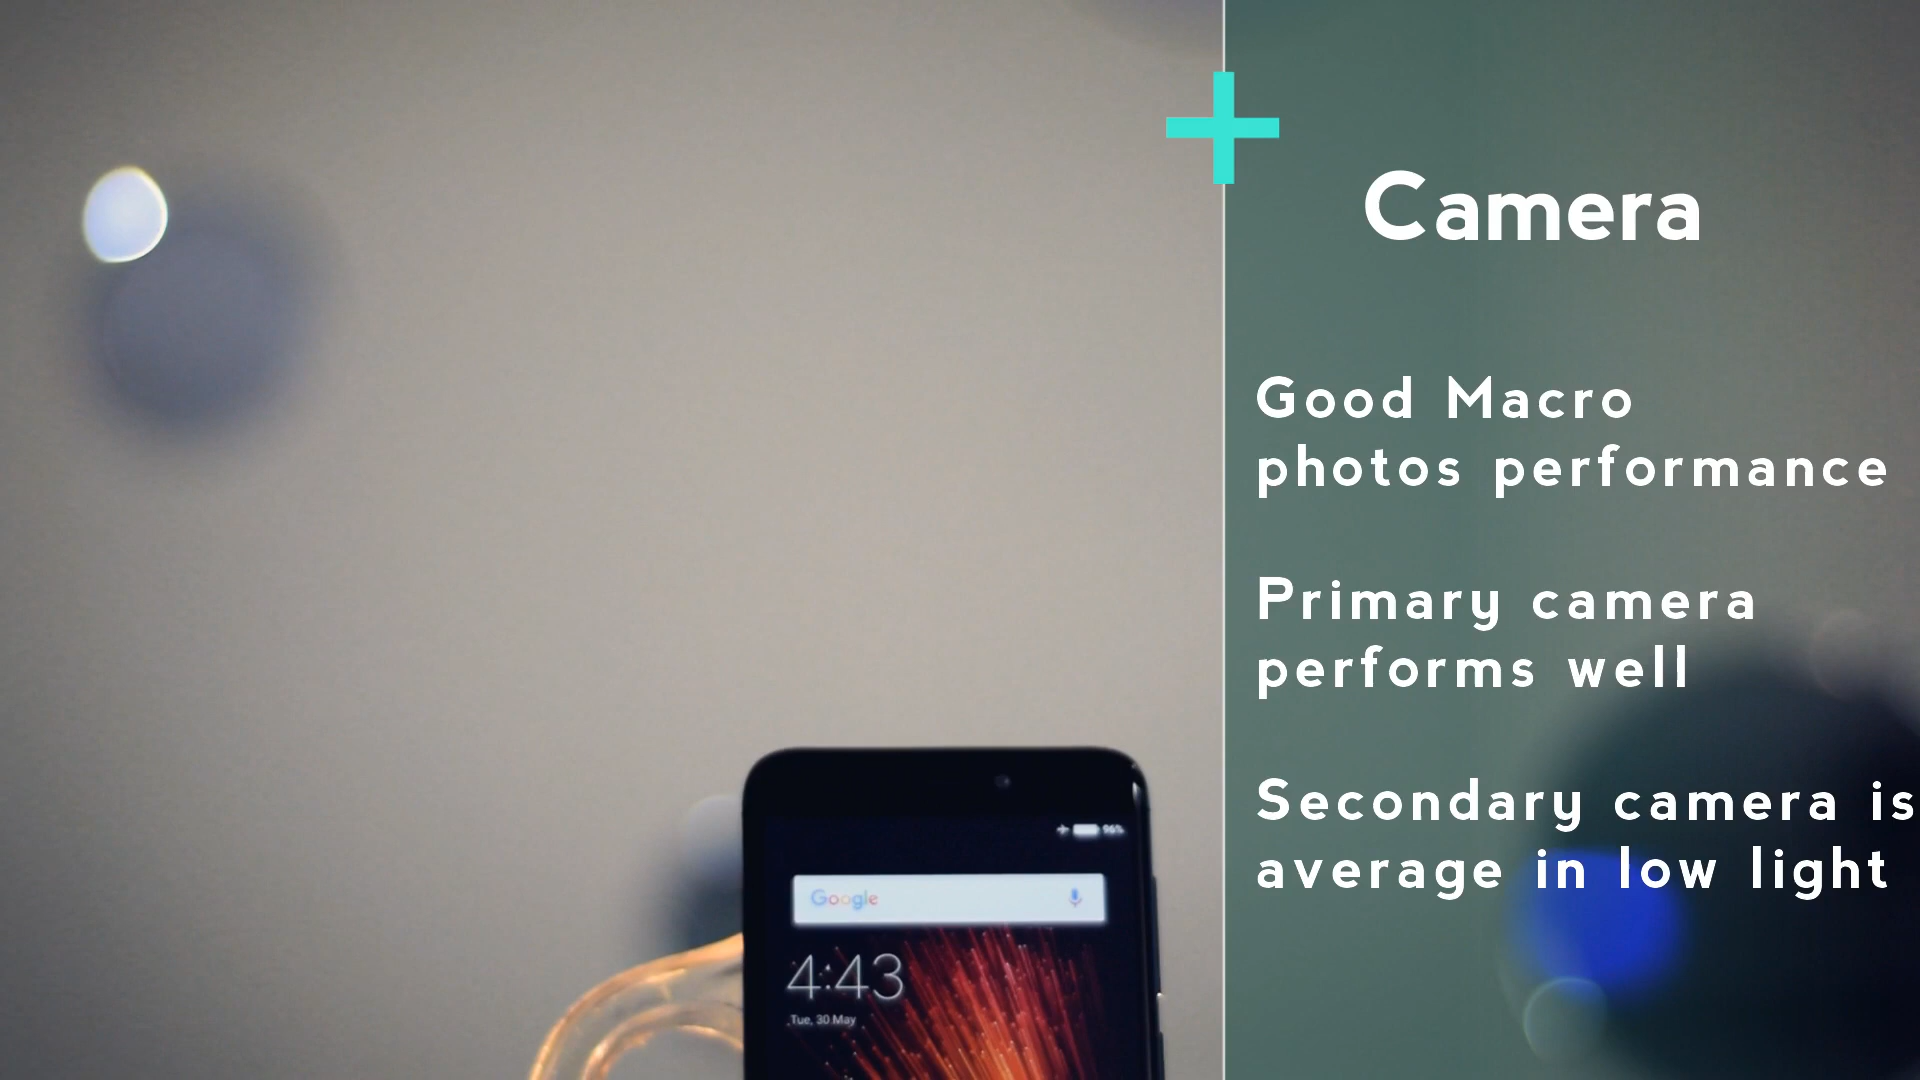 Camera
Good Macro
photos performance
Primary camera
performs well
Secondary camera is
average in low light
96%
Google
4:43
Tue, 30 May